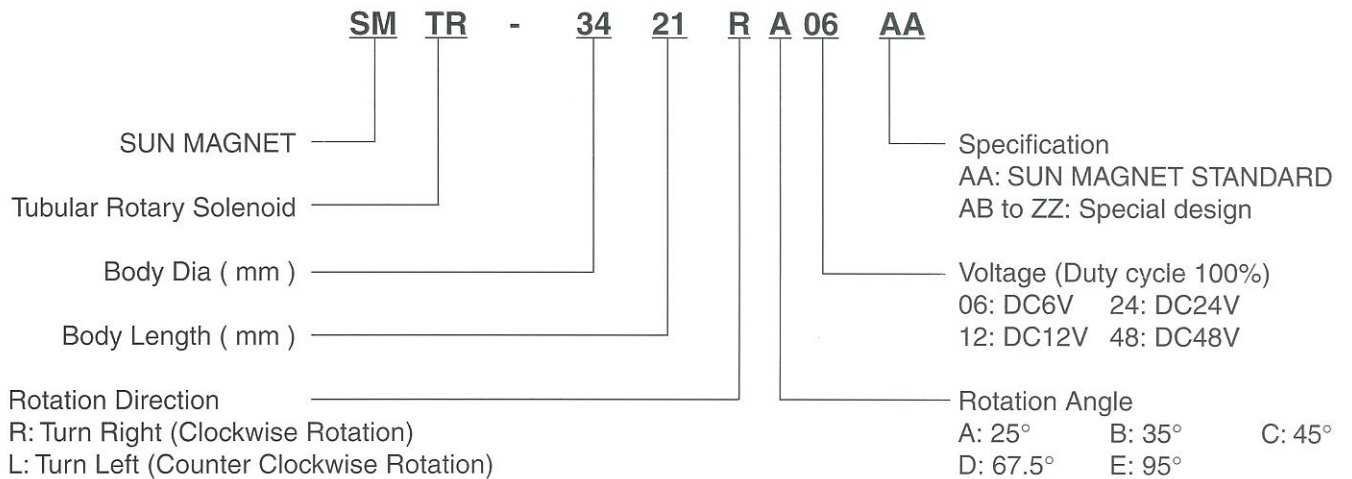 SM TR - 34 21 R A 06 AA
SUN MAGNET
Tubular Rotary Solenoid
Body Dia ( mm )
Body Length ( mm )
Rotation Direction
R: Turn Right (Clockwise Rotation)
L: Turn Left (Counter Clockwise Rotation)
Specification
AA: SUN MAGNET STANDARD
AB to ZZ: Special design
Voltage (Duty cycle 100%)
06: DC6V 24: DC24V
12: DC12V 48: DC48V
Rotation Angle
A: 25° B: 35° C: 45°
D: 67.5° E: 95°